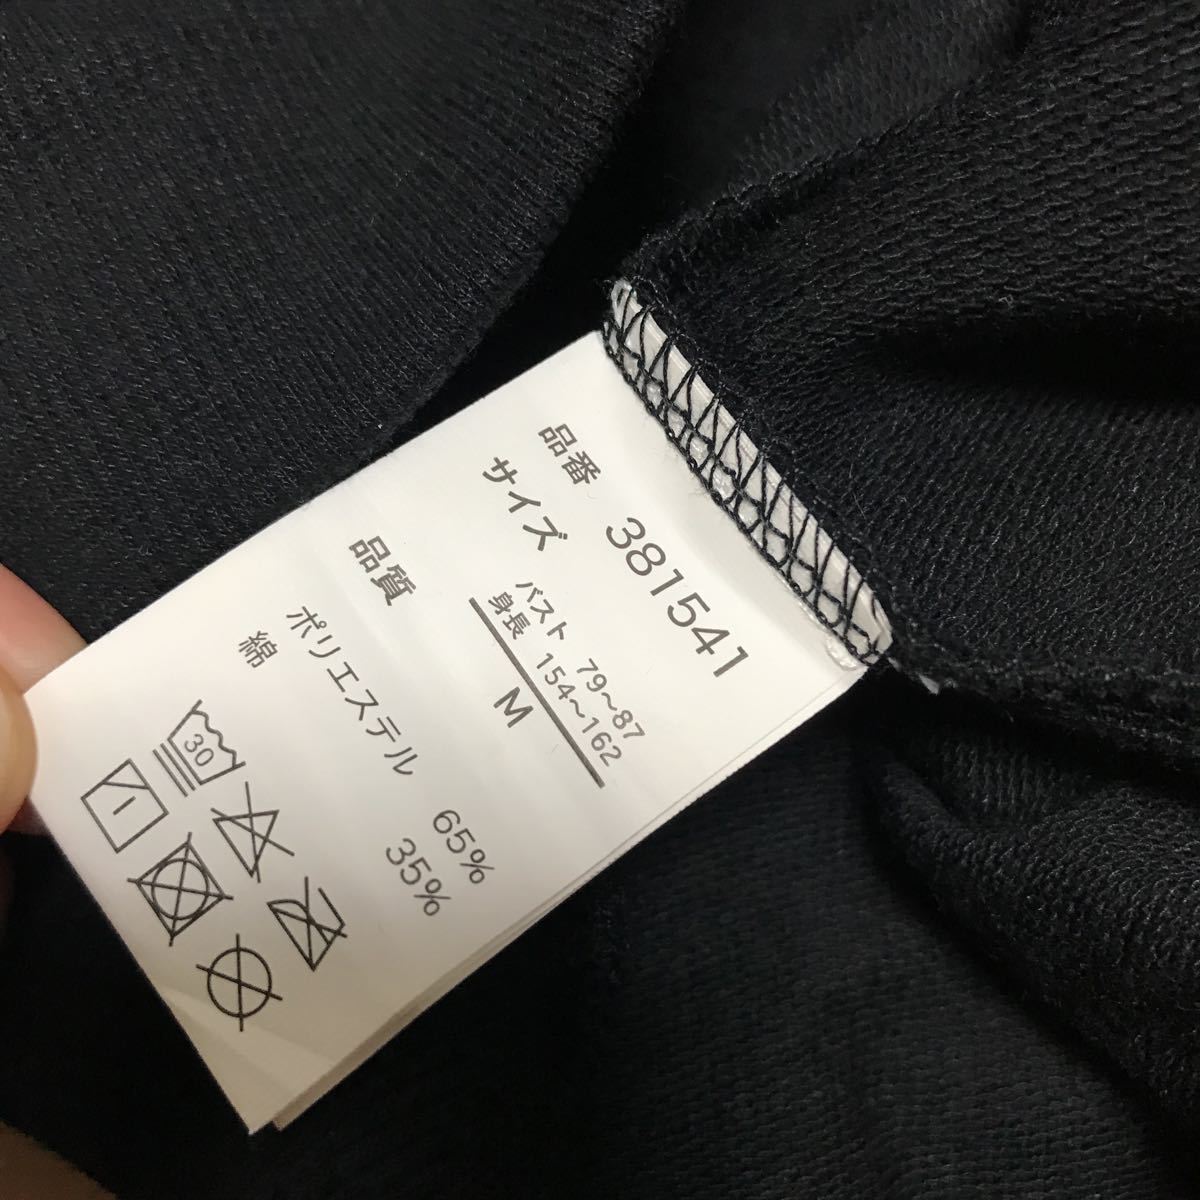 品番 381541
サイズ
バスト 79~87
身長 154~162
M
品質
ポリエステル 65%
綿 35%
30